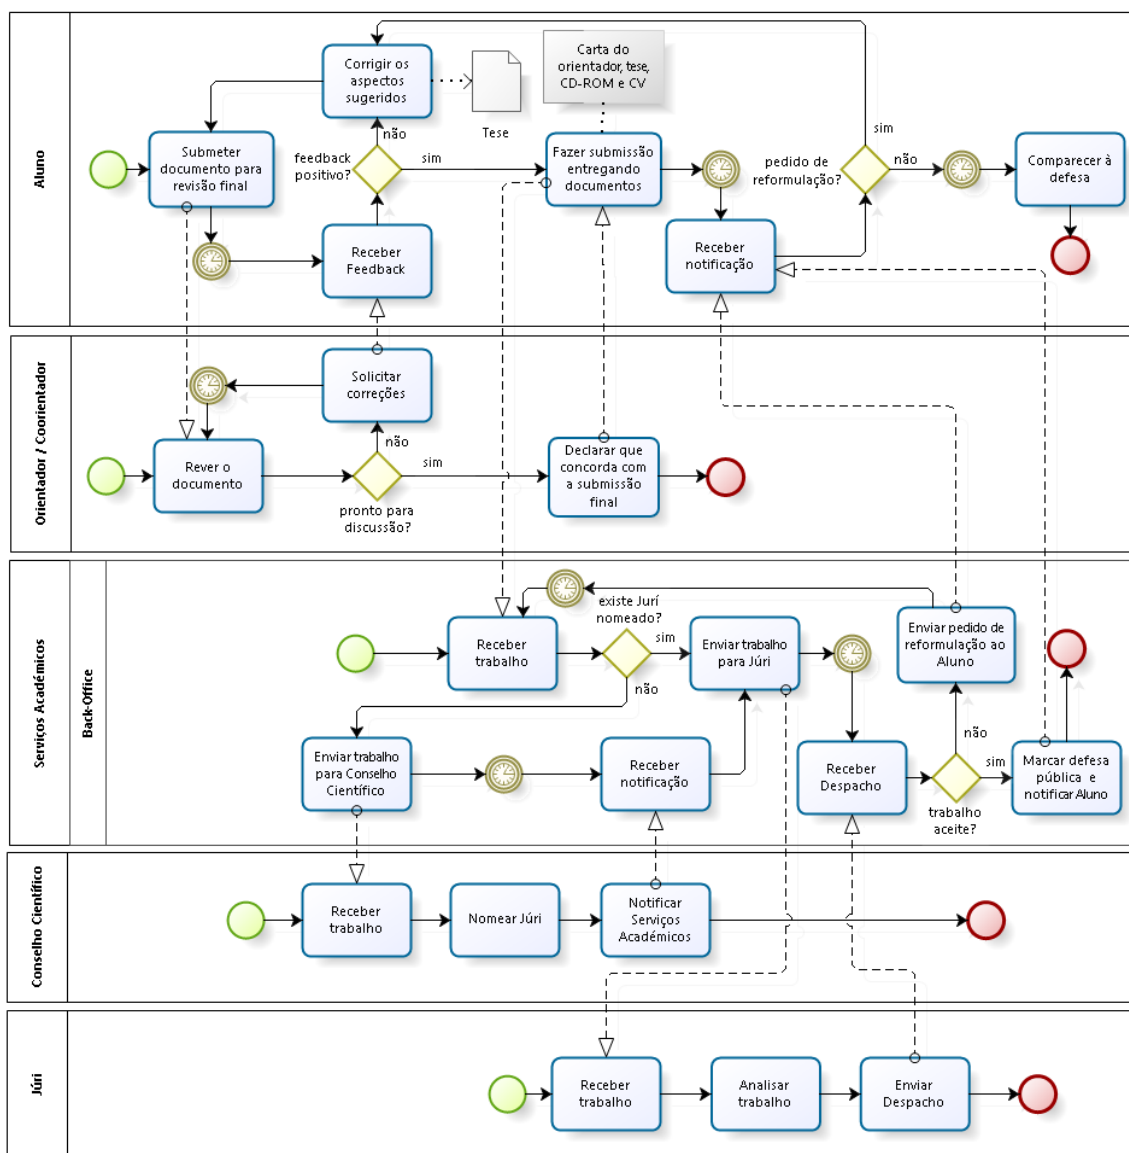 Aluno
Corrigir os
aspectos
sugeridos
Tese
Carta do
orientador, tese,
CD-ROM e CV
não
sim
Submeter
documento para
revisão final
feedback
positivo?
sim
Fazer submissão
entregando
documentos
pedido de
reformulação?
não
Comparecer à
defesa
Receber
Feedback
Receber
notificação
Orientador / Coorientador
Solicitar
correções
não
Rever o
documento
sim
pronto para
discussão?
Declarar que
concorda com
a submissão
final
Serviços Académicos
Back-Office
existe Jurí
nomeado?
Receber
trabalho
sim
não
Enviar trabalho
para Júri
Enviar pedido de
reformulação ao
Aluno
Enviar trabalho
para Conselho
Científico
Receber
notificação
Receber
Despacho
não
sim
trabalho
aceite?
Marcar defesa
pública e
notificar Aluno
Conselho Científico
Receber
trabalho
Nomear Júri
Notificar
Serviços
Académicos
Júri
Receber
trabalho
Analisar
trabalho
Enviar
Despacho